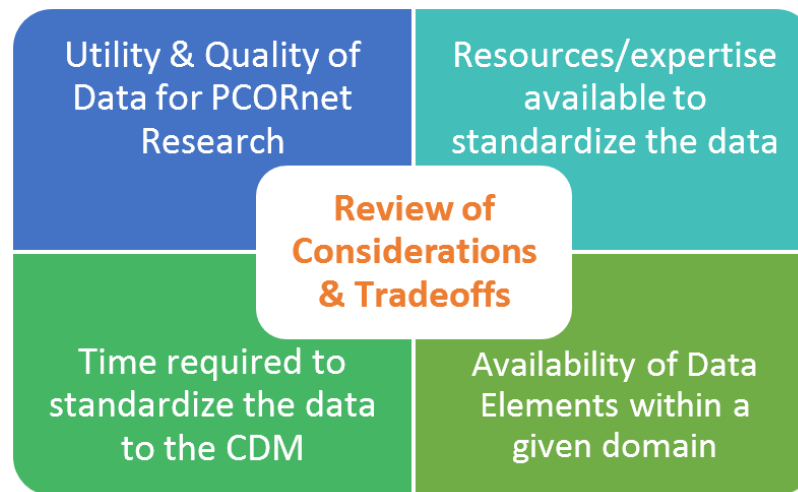 Utility & Quality of
Data for PCORnet
Research
Resources/expertise
available to
standardize the data
Review of
Considerations
& Tradeoffs
Time required to
standardize the data
to the CDM
Availability of Data
Elements within a
given domain